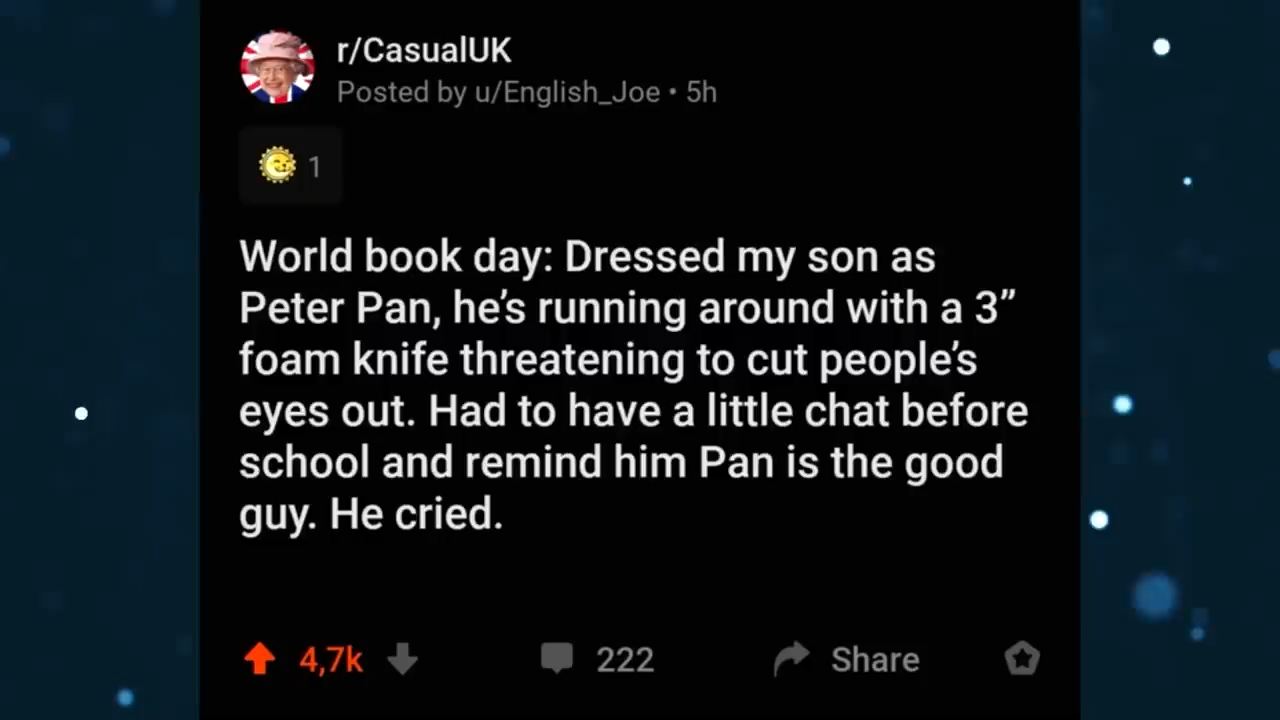 r/CasualUK
Posted by u/English_Joe • 5h
1
World book day: Dressed my son as
Peter Pan, he’s running around with a 3”
foam knife threatening to cut people’s
eyes out. Had to have a little chat before
school and remind him Pan is the good
guy. He cried.
4,7k 222 Share